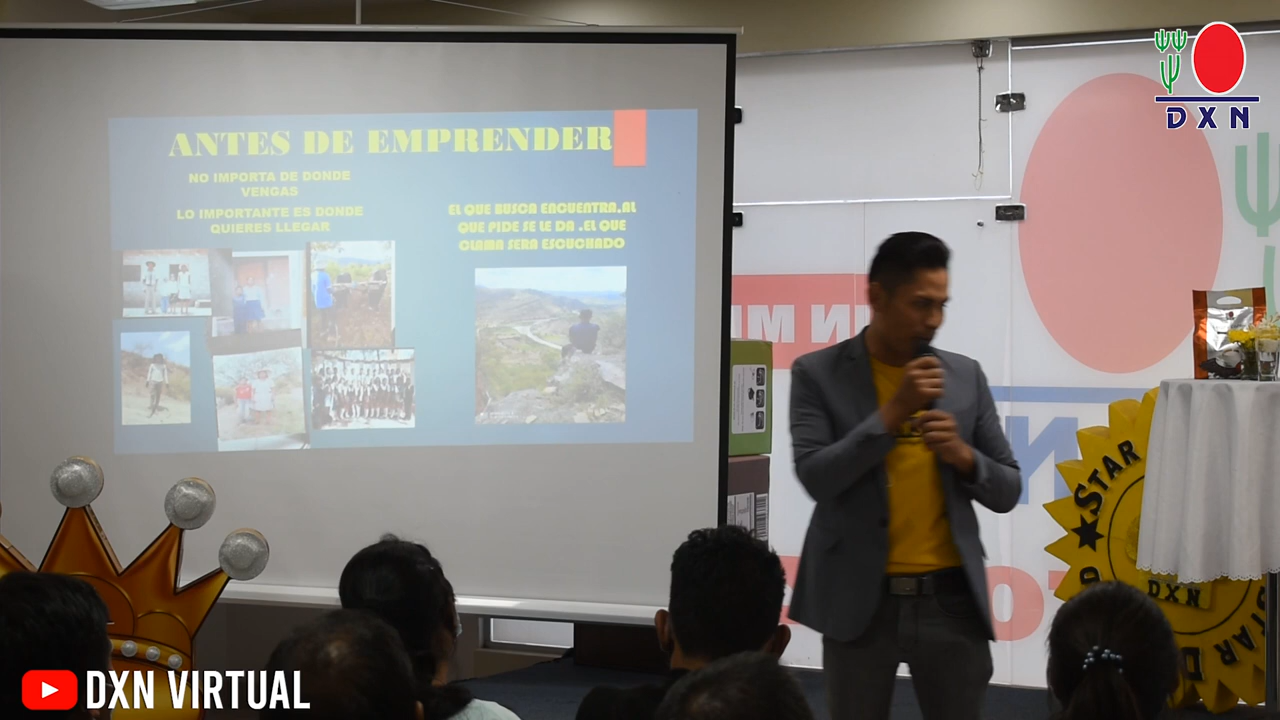 ANTES DE EMPRENDER
NO IMPORTA DE DONDE
VENGAS
LO IMPORTANTE ES DONDE
QUIERES LLEGAR
EL QUE BUSCA ENCUENTRA.AL
QUE PIDE SE LE DA .EL QUE
CLAMA SERA ESCUCHADO
DXN
STAR
DXN
DXN VIRTUAL